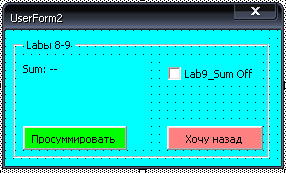 UserForm2
Labы 8-9
Sum: --
Lab9_Sum Off
Просуммировать
Хочу назад